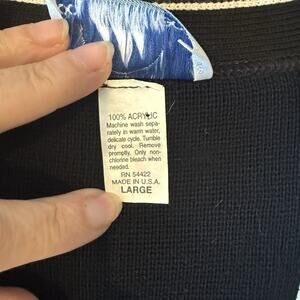 100% ACRYLIC
Machine wash sepa-
rately in warm water,
delicate cycle. Tumble
dry cool. Remove
promptly. Only non-
chlorine bleach when
needed.
RN 54422
MADE IN U.S.A.
LARGE